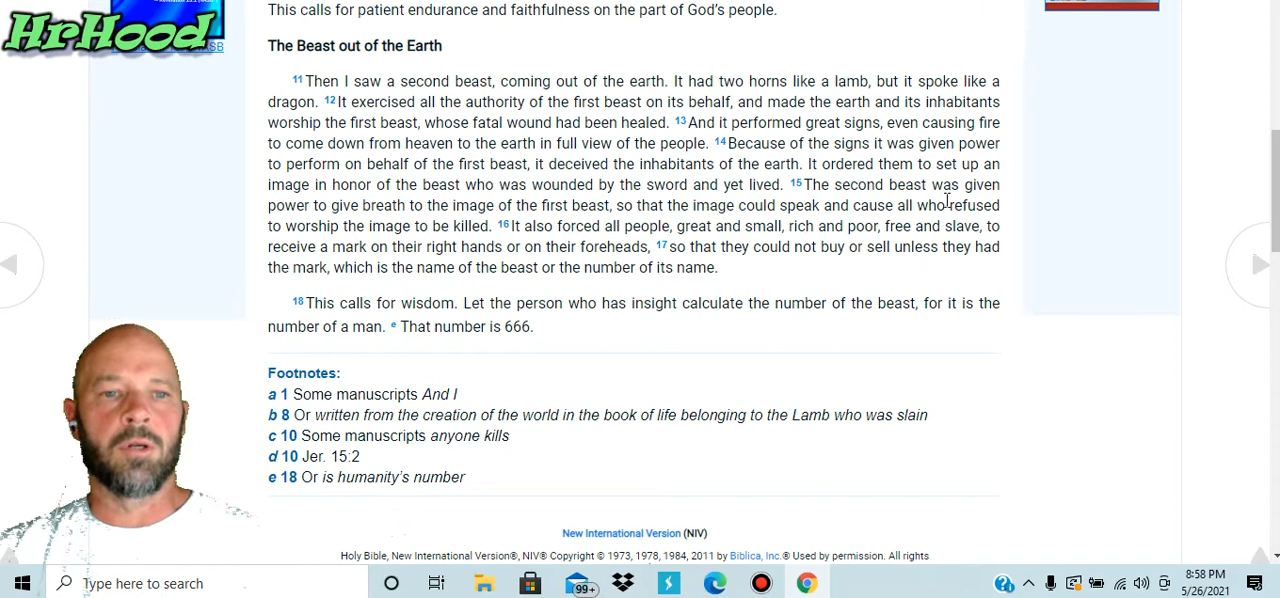 This calls for patient endurance and faithfulness on the part of God's people.
HrHood
The Beast out of the Earth
11 Then I saw a second beast, coming out of the earth. It had two horns like a lamb, but it spoke like a
dragon. 12 It exercised all the authority of the first beast on its behalf, and made the earth and its inhabitants
worship the first beast, whose fatal wound had been healed. 13 And it performed great signs, even causing fire
to come down from heaven to the earth in full view of the people. 14 Because of the signs it was given power
to perform on behalf of the first beast, it deceived the inhabitants of the earth. It ordered them to set up an
image in honor of the beast who was wounded by the sword and yet lived. 15 The second beast was given
power to give breath to the image of the first beast, so that the image could speak and cause all who refused
to worship the image to be killed. 16 It also forced all people, great and small, rich and poor, free and slave, to
receive a mark on their right hands or on their foreheads, 17 so that they could not buy or sell unless they had
the mark, which is the name of the beast or the number of its name.
18 This calls for wisdom. Let the person who has insight calculate the number of the beast, for it is the
number of a man. e That number is 666.
Footnotes:
a 1 Some manuscripts And I
b 8 Or written from the creation of the world in the book of life belonging to the Lamb who was slain
c 10 Some manuscripts anyone kills
d 10 Jer. 15:2
e 18 Or is humanity's number
New International Version (NIV)
Holy Bible, New International Version®, NIV® Copyright © 1973, 1978, 1984, 2011 by Biblica, Inc.® Used by permission. All rights
Type here to search
99+
8:58 PM
5/26/2021